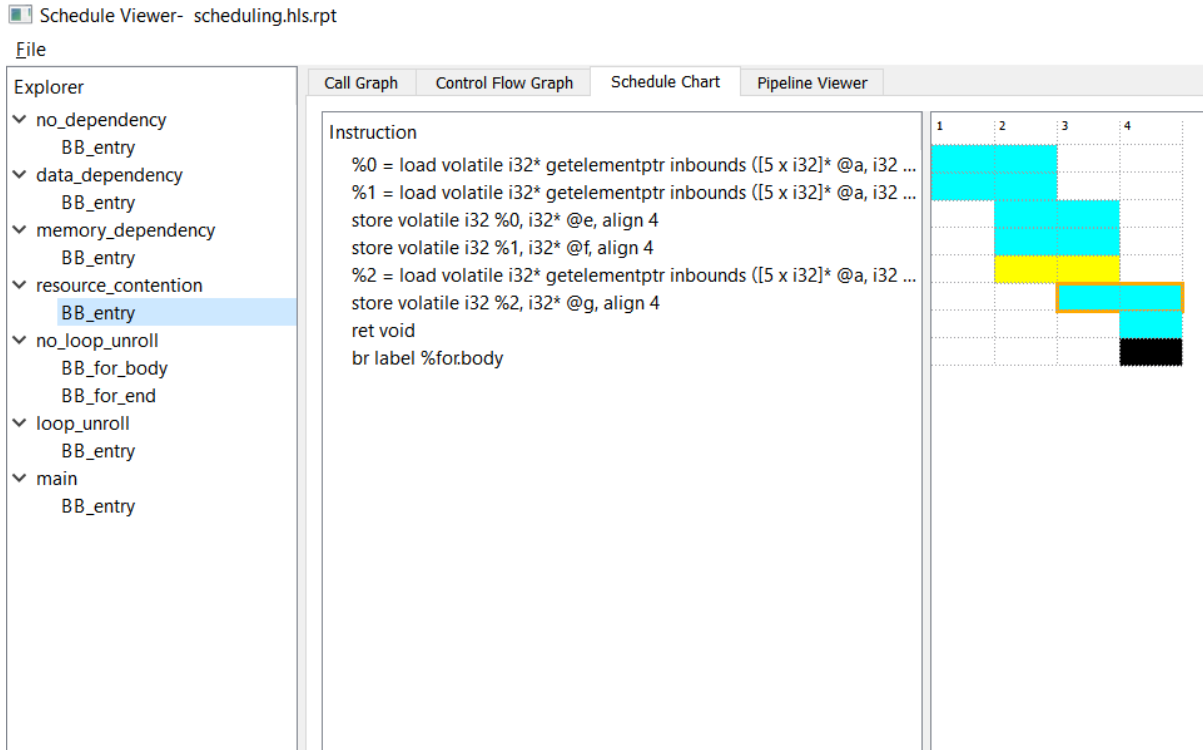 Schedule Viewer- scheduling.hls.rpt
File
Explorer
no_dependency
BB_entry
data_dependency
BB_entry
memory_dependency
BB_entry
resource_contention
BB_entry
no_loop_unroll
BB_for_body
BB_for_end
loop_unroll
BB_entry
main
BB_entry
Call Graph
Control Flow Graph
Schedule Chart
Pipeline Viewer
Instruction
%0 = load volatile i32* getelementptr inbounds ([5 x i32]* @a, i32 ...
%1 = load volatile i32* getelementptr inbounds ([5 x i32]* @a, i32 ...
store volatile i32 %0, i32* @e, align 4
store volatile i32 %1, i32* @f, align 4
%2 = load volatile i32* getelementptr inbounds ([5 x i32]* @a, i32 ...
store volatile i32 %2, i32* @g, align 4
ret void
br label %for.body
1 2 3 4